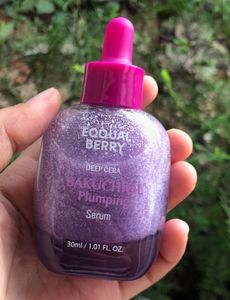 EQQUAL
BERRY
DEEP CERA
BAKUCHIOL
Plumping
Serum
30ml / 1.01 FL. OZ.